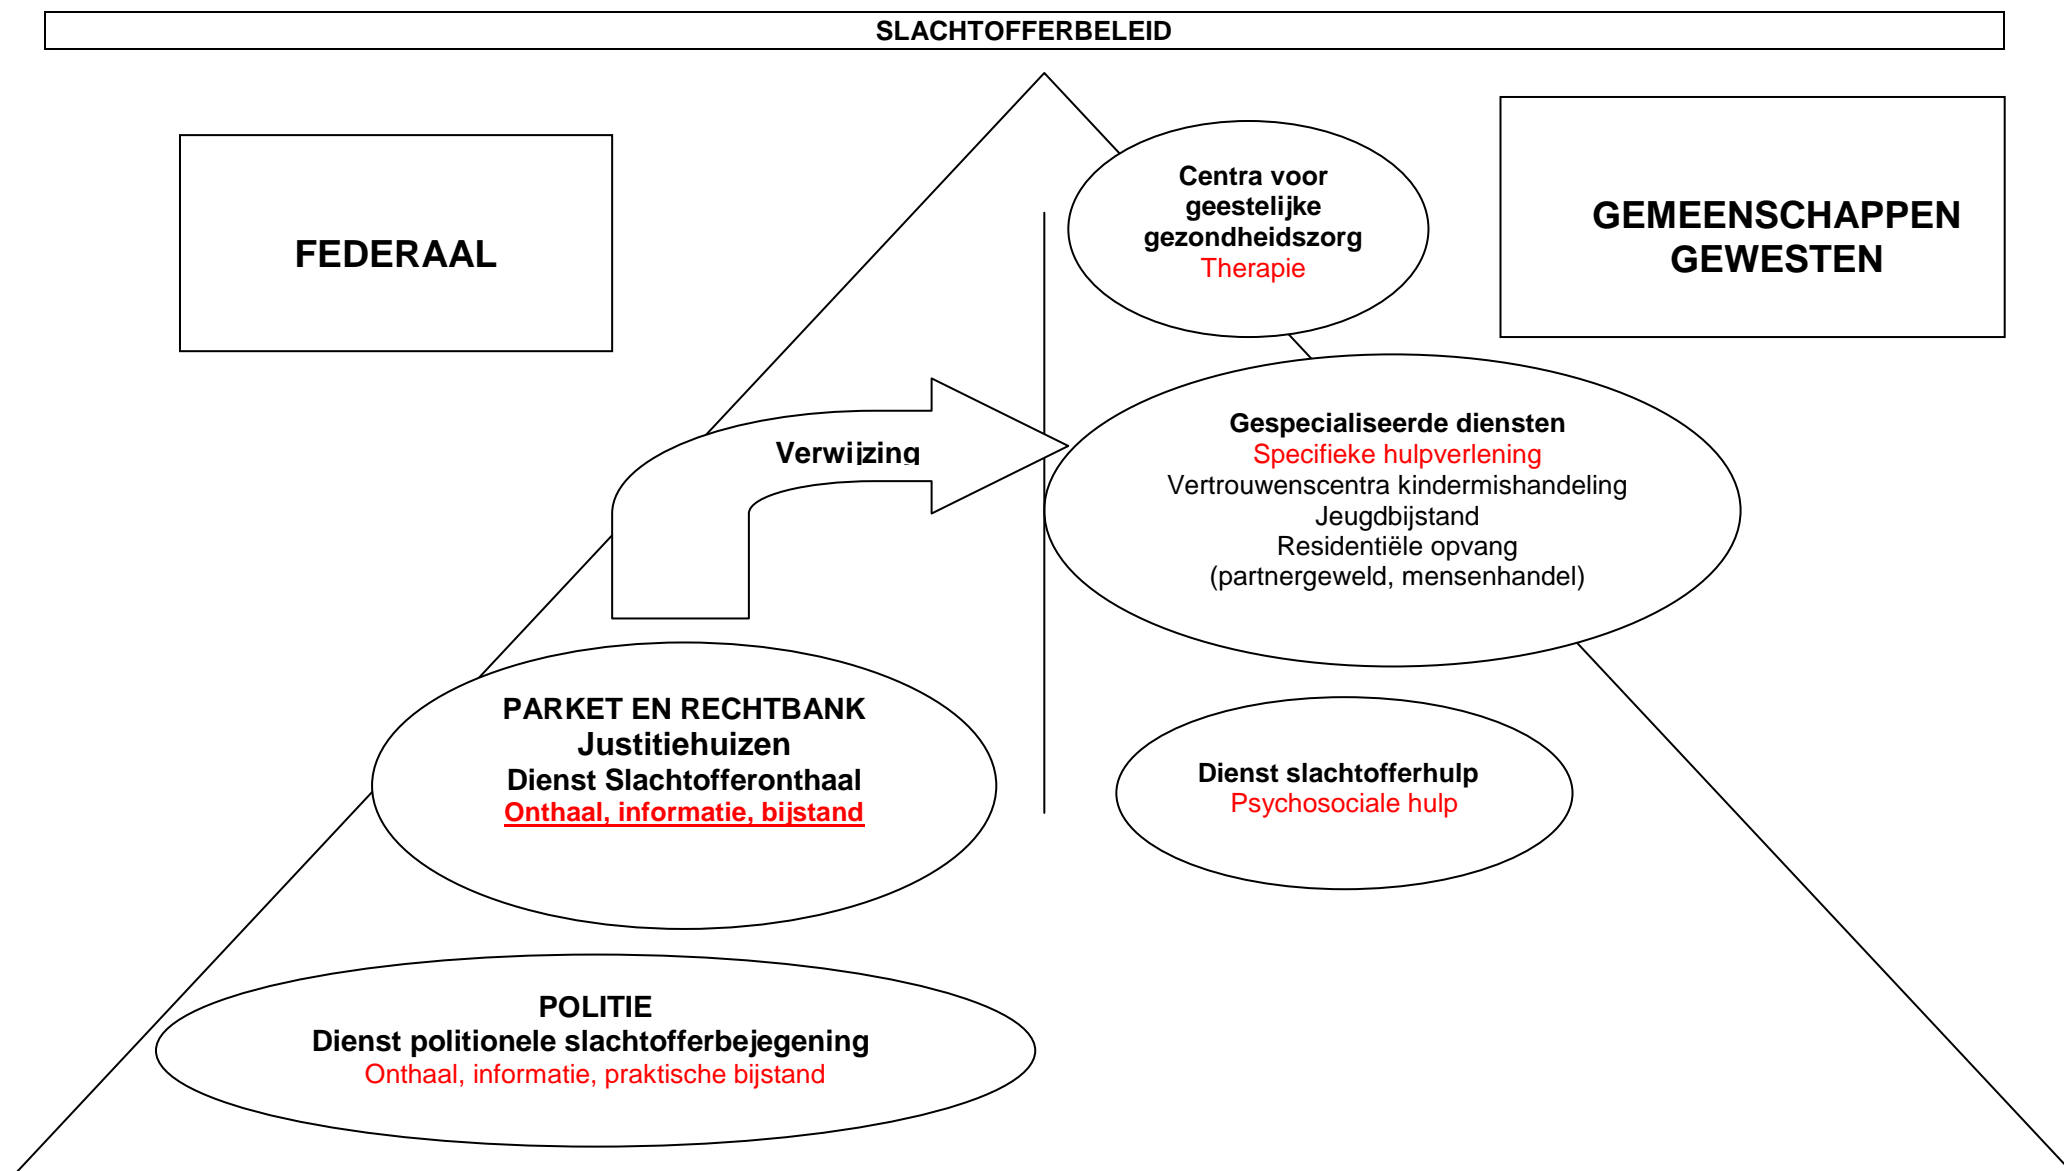 SLACHTOFFERBELEID
FEDERAAL
Centra voor
geestelijke
gezondheidszorg
Therapie
GEMEENSCHAPPEN
GEWESTEN
Verwijzing
Gespecialiseerde diensten
Specifieke hulpverlening
Vertrouwenscentra kindermishandeling
Jeugdbijstand
Residentiële opvang
(partnergeweld, mensenhandel)
PARKET EN RECHTBANK
Justitiehuizen
Dienst Slachtofferonthaal
Onthaal, informatie, bijstand
Dienst slachtofferhulp
Psychosociale hulp
POLITIE
Dienst politionele slachtofferbejegening
Onthaal, informatie, praktische bijstand